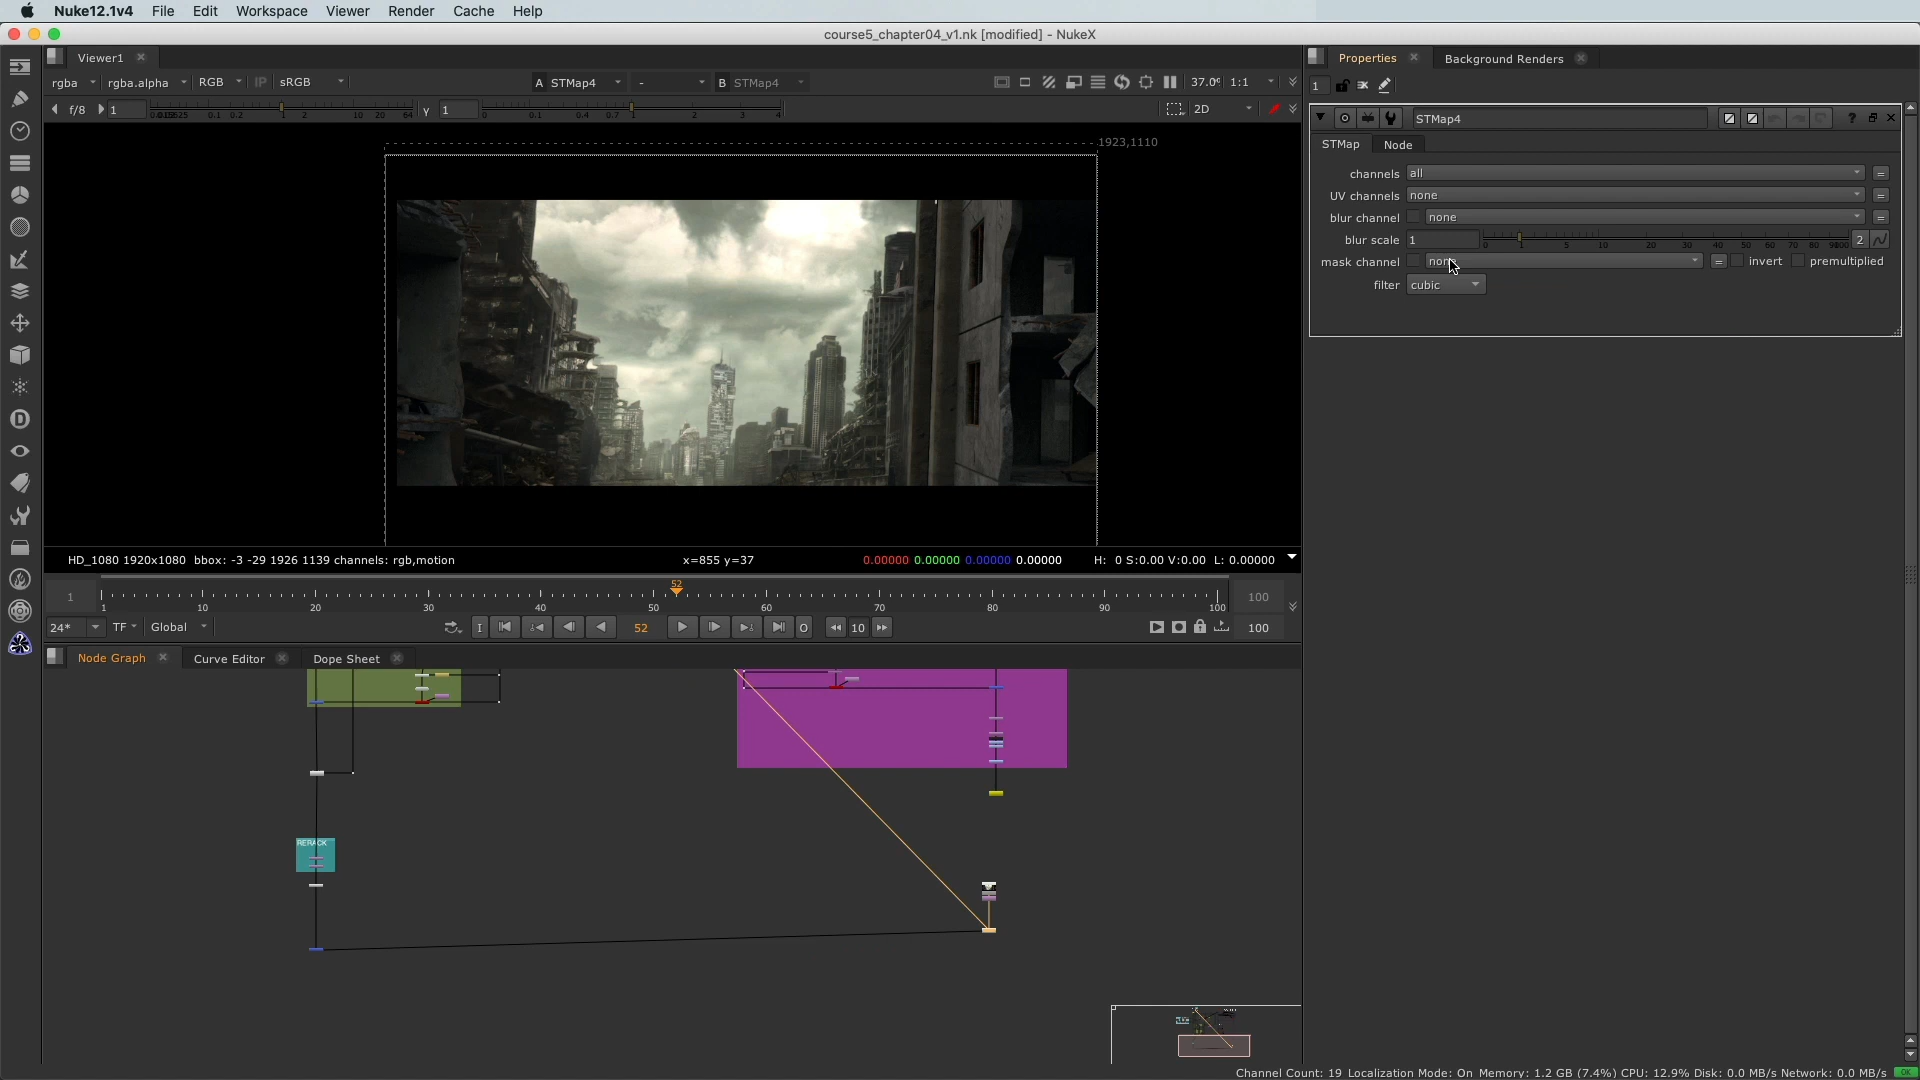 Nuke12.1v4 File Edit Workspace Viewer Render Cache Help
course5_chapter04_v1.nk [modified] - NukeX
Viewer1
rgba rgba.alpha RGB IP sRGB A STMap4 - B STMap4 37.0% 1:1
f/8 1 0.1 0.2 1 2 10 20 64 γ 1 0 0.1 0.4 0.7 1 2 3 4 2D
1923,1110
HD_1080 1920x1080 bbox: -3 -29 1926 1139 channels: rgb,motion x=855 y=37 0.00000 0.00000 0.00000 0.00000 H: 0 S:0.00 V:0.00 L: 0.00000
52
1 100
1 10 20 30 40 50 60 70 80 90 100
24* TF Global I 52 O 10 100
Node Graph Curve Editor Dope Sheet
RERACK
Properties Background Renders
1
STMap4 ?
STMap Node
channels all =
UV channels none =
blur channel none =
blur scale 1 0 1 5 10 20 30 40 50 60 70 80 90 100 2
mask channel none = invert premultiplied
filter cubic
Channel Count: 19 Localization Mode: On Memory: 1.2 GB (7.4%) CPU: 12.9% Disk: 0.0 MB/s Network: 0.0 MB/s OK